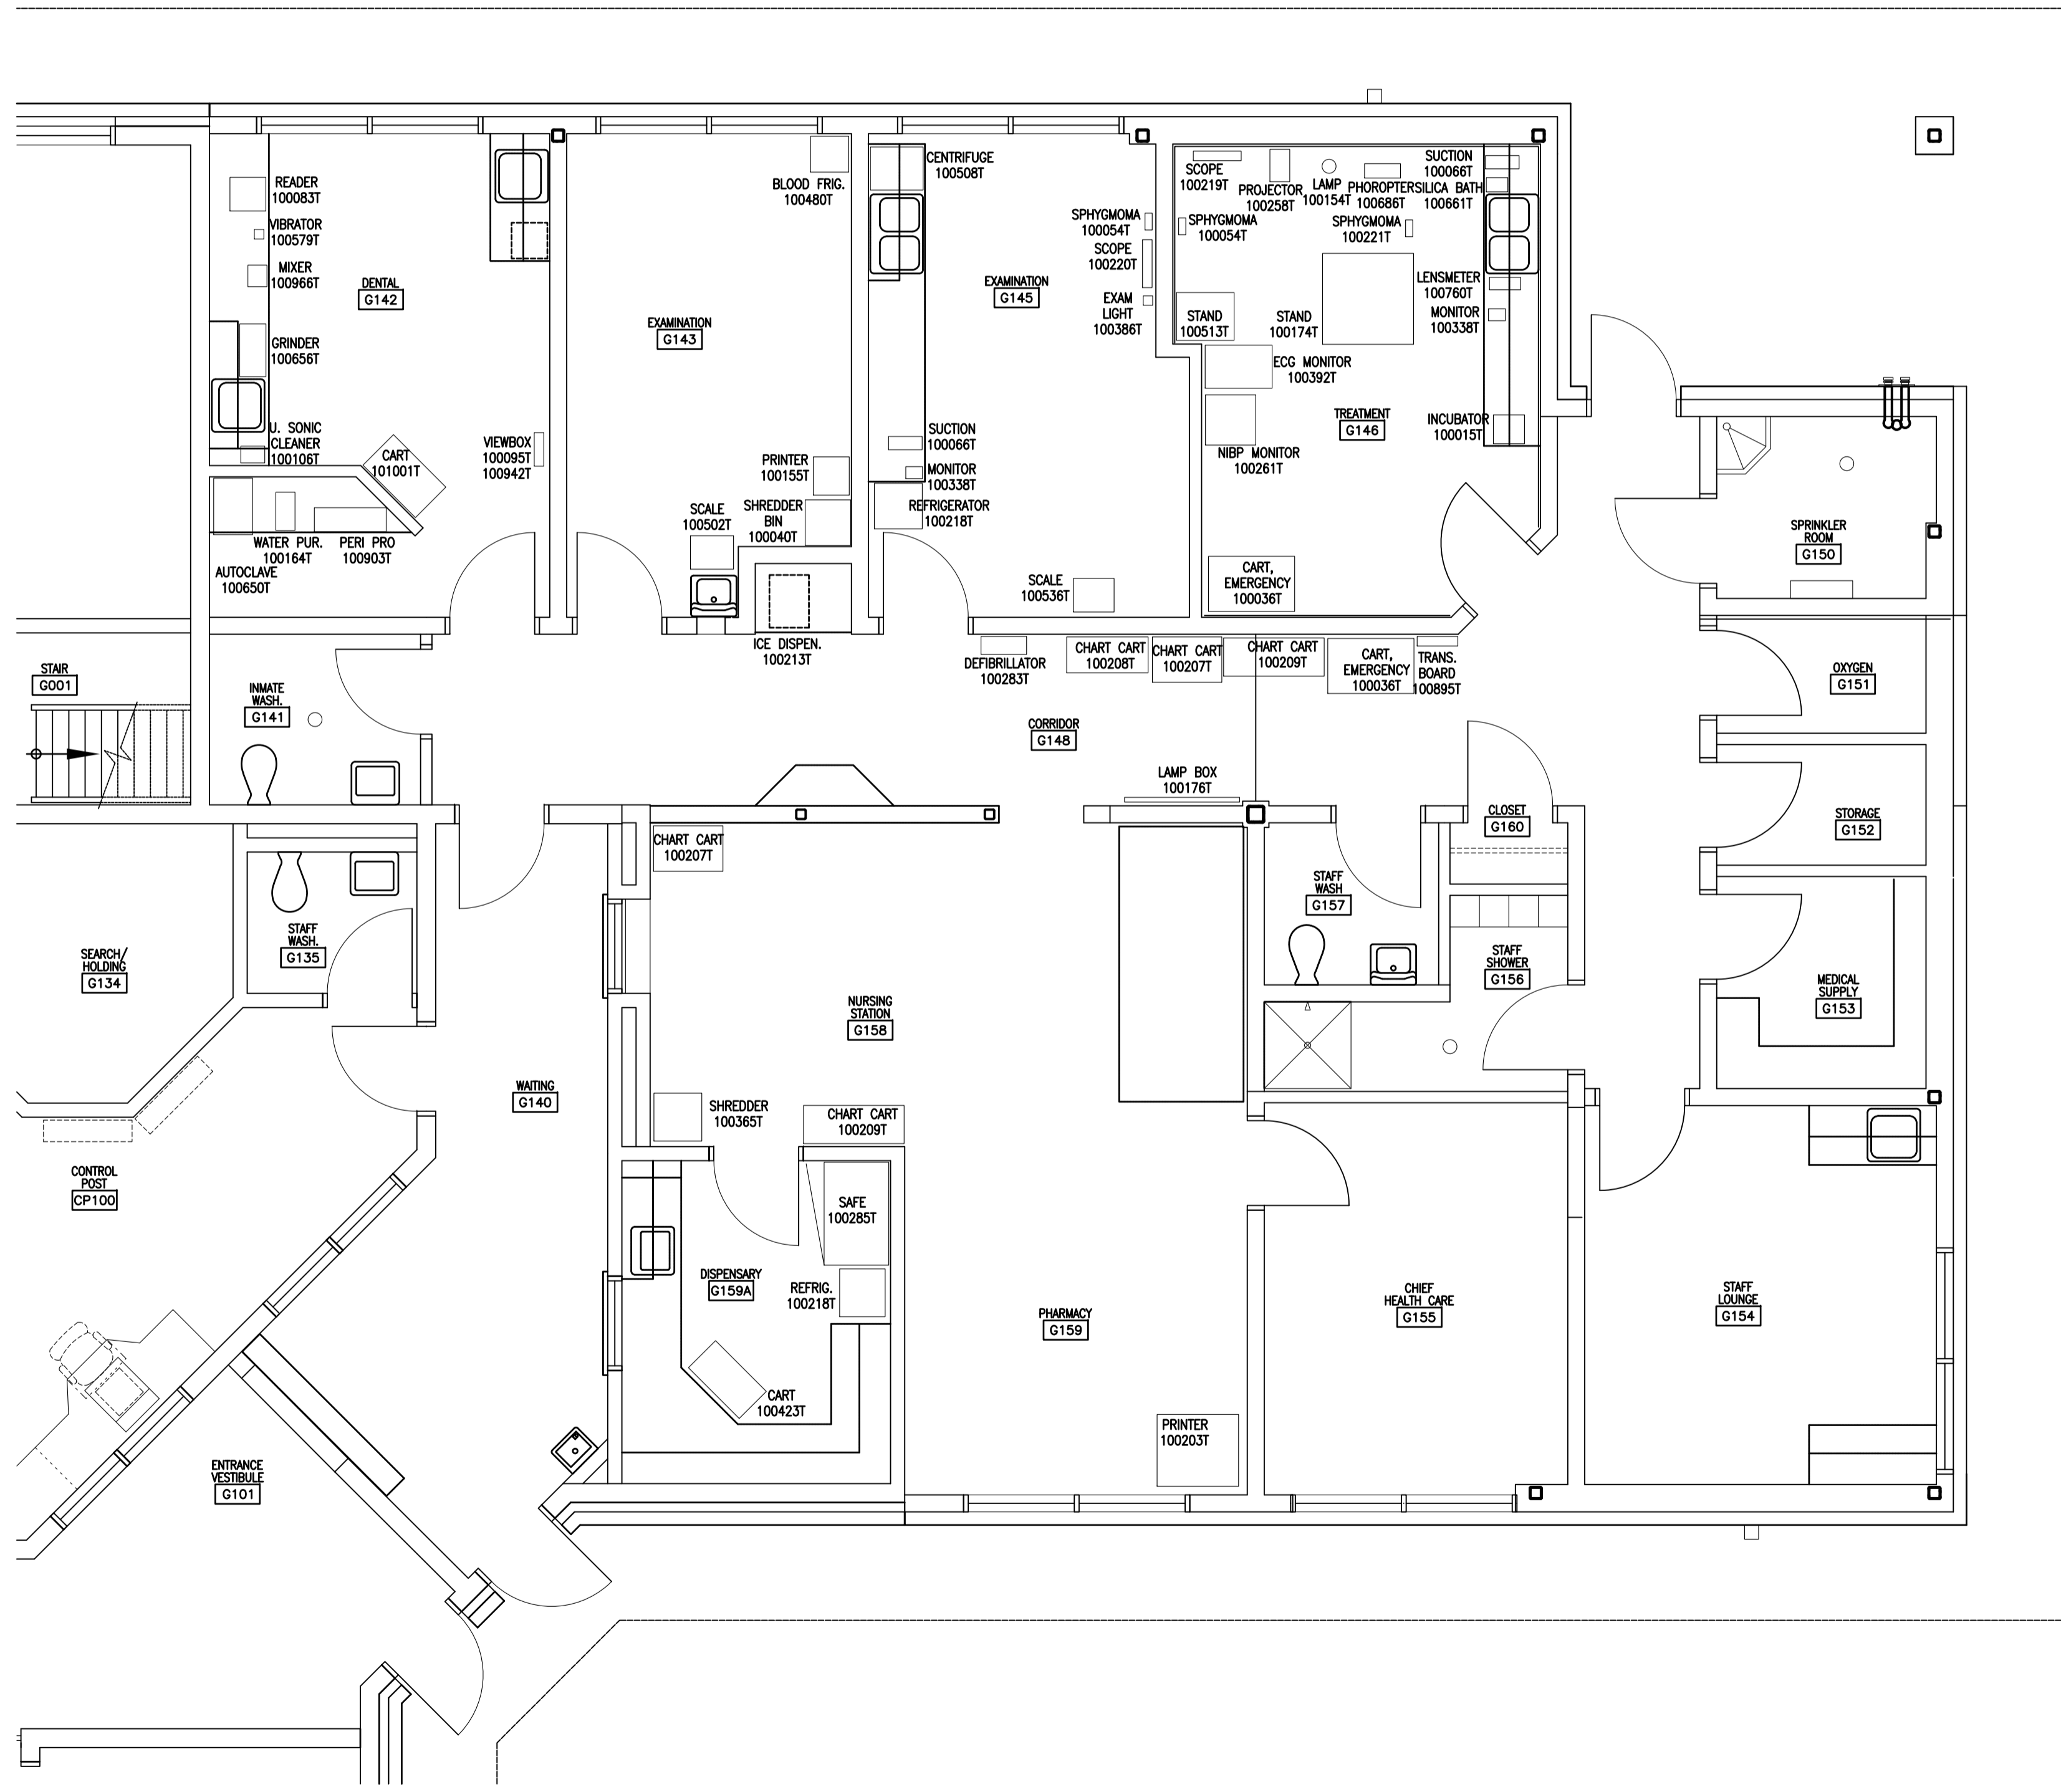 READER
100083T
VIBRATOR
100579T
MIXER
100966T
DENTAL
G142
GRINDER
100656T
U. SONIC
CLEANER
100106T
CART
101001T
VIEWBOX
100095T
100942T
WATER PUR.
100164T
PERI PRO
100903T
AUTOCLAVE
100650T
BLOOD FRIG.
100480T
EXAMINATION
G143
PRINTER
100155T
SCALE
100502T
SHREDDER
BIN
100040T
ICE DISPEN.
100213T
CENTRIFUGE
100508T
SPHYGMOMA
100054T
SCOPE
100220T
EXAM
LIGHT
100386T
EXAMINATION
G145
SUCTION
100066T
MONITOR
100338T
REFRIGERATOR
100218T
SCALE
100536T
SCOPE
100219T
PROJECTOR
100258T
LAMP
100154T
PHOROPTER
100686T
SUCTION
100066T
SILICA BATH
100661T
SPHYGMOMA
100054T
SPHYGMOMA
100221T
STAND
100513T
STAND
100174T
LENSMETER
100760T
MONITOR
100338T
ECG MONITOR
100392T
TREATMENT
G146
INCUBATOR
100015T
NIBP MONITOR
100261T
CART,
EMERGENCY
100036T
SPRINKLER
ROOM
G150
STAIR
G001
INMATE
WASH.
G141
DEFIBRILLATOR
100283T
CHART CART
100208T
CHART CART
100207T
CHART CART
100209T
CART,
EMERGENCY
100036T
TRANS.
BOARD
100895T
OXYGEN
G151
CORRIDOR
G148
LAMP BOX
100176T
CLOSET
G160
STORAGE
G152
CHART CART
100207T
STAFF
WASH
G157
STAFF
WASH.
G135
SEARCH/
HOLDING
G134
STAFF
SHOWER
G156
MEDICAL
SUPPLY
G153
NURSING
STATION
G158
WAITING
G140
SHREDDER
100365T
CHART CART
100209T
CONTROL
POST
CP100
SAFE
100285T
DISPENSARY
G159A
REFRIG.
100218T
PHARMACY
G159
CHIEF
HEALTH CARE
G155
STAFF
LOUNGE
G154
CART
100423T
PRINTER
100203T
ENTRANCE
VESTIBULE
G101